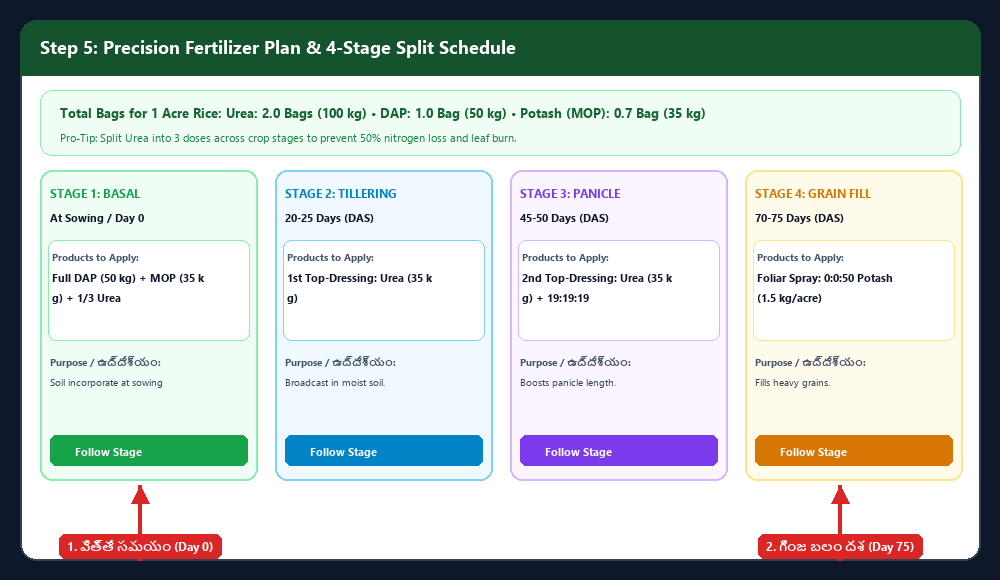 Step 5: Precision Fertilizer Plan & 4-Stage Split Schedule
Total Bags for 1 Acre Rice: Urea: 2.0 Bags (100 kg) • DAP: 1.0 Bag (50 kg) • Potash (MOP): 0.7 Bag (35 kg)
Pro-Tip: Split Urea into 3 doses across crop stages to prevent 50% nitrogen loss and leaf burn.
STAGE 1: BASAL
At Sowing / Day 0
Products to Apply:
Full DAP (50 kg) + MOP (35 k
g) + 1/3 Urea
Purpose / ఉద్దేశ్యం:
Soil incorporate at sowing
Follow Stage
STAGE 2: TILLERING
20-25 Days (DAS)
Products to Apply:
1st Top-Dressing: Urea (35 k
g)
Purpose / ఉద్దేశ్యం:
Broadcast in moist soil.
Follow Stage
STAGE 3: PANICLE
45-50 Days (DAS)
Products to Apply:
2nd Top-Dressing: Urea (35 k
g) + 19:19:19
Purpose / ఉద్దేశ్యం:
Boosts panicle length.
Follow Stage
STAGE 4: GRAIN FILL
70-75 Days (DAS)
Products to Apply:
Foliar Spray: 0:0:50 Potash
(1.5 kg/acre)
Purpose / ఉద్దేశ్యం:
Fills heavy grains.
Follow Stage
1. విత్తే సమయం (Day 0)
2. గింజ బలం దశ (Day 75)